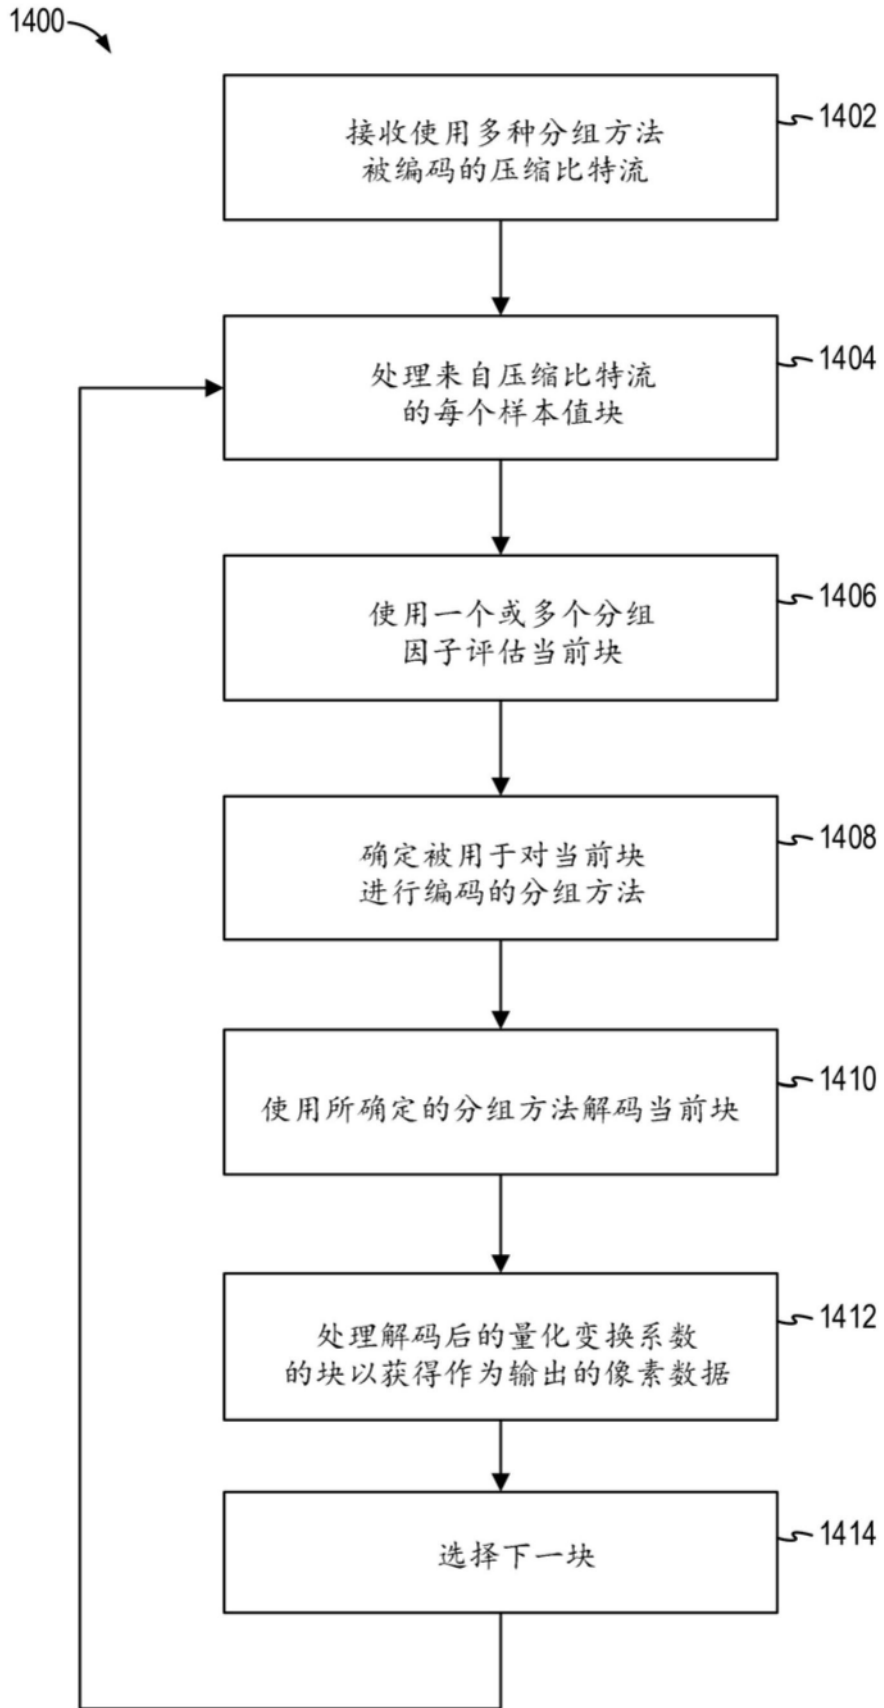 1400
接收使用多种分组方法
被编码的压缩比特流
1402
处理来自压缩比特流
的每个样本值块
1404
使用一个或多个分组
因子评估当前块
1406
确定被用于对当前块
进行编码的分组方法
1408
使用所确定的分组方法解码当前块
1410
处理解码后的量化变换系数
的块以获得作为输出的像素数据
1412
选择下一块
1414